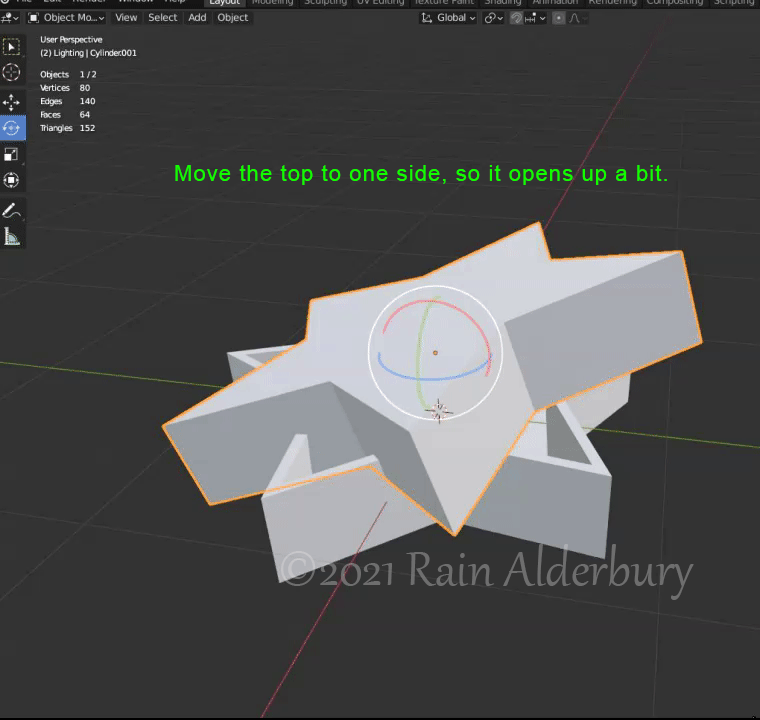 File Edit Render Window Help Layout Modeling Sculpting UV Editing Texture Paint Shading Animation Rendering Compositing Scripting
Object Mo... View Select Add Object Global
User Perspective
(2) Lighting | Cylinder.001
Objects 1/2
Vertices 80
Edges 140
Faces 64
Triangles 152
Move the top to one side, so it opens up a bit.
©2021 Rain Alderbury